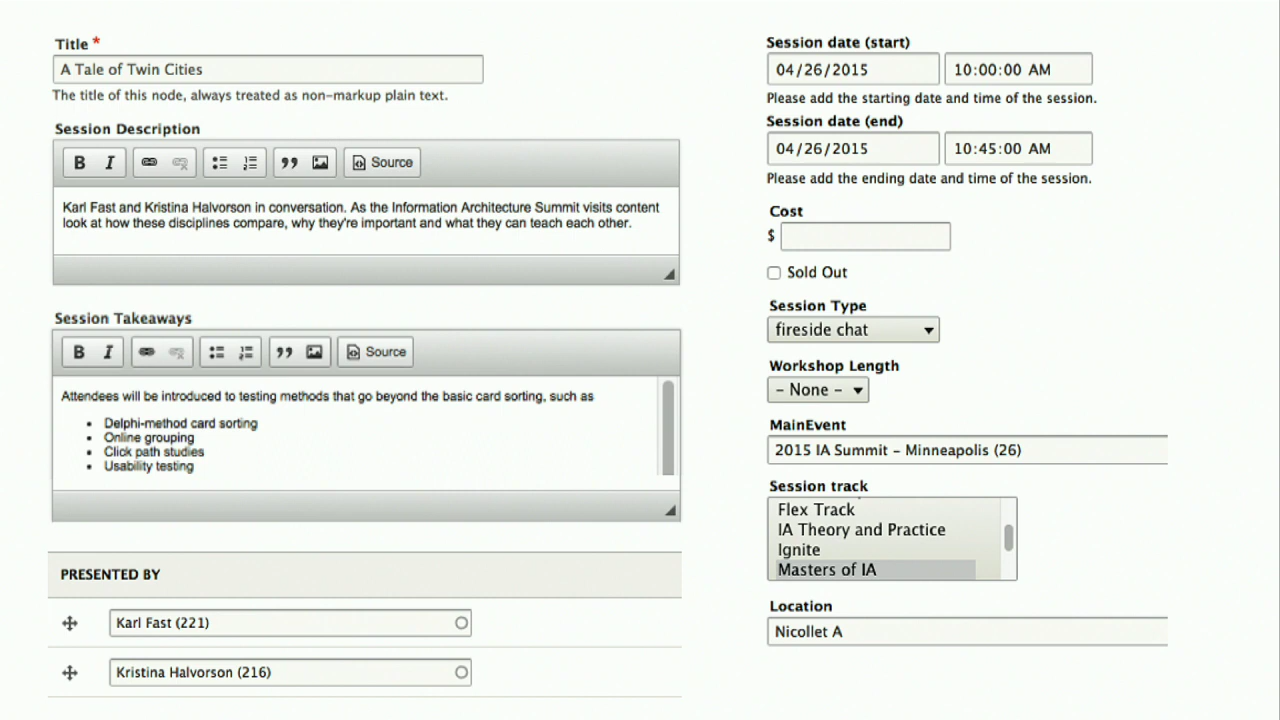 Title *
A Tale of Twin Cities
The title of this node, always treated as non-markup plain text.
Session Description
B I Source
Karl Fast and Kristina Halvorson in conversation. As the Information Architecture Summit visits content
look at how these disciplines compare, why they're important and what they can teach each other.
Session Takeaways
B I Source
Attendees will be introduced to testing methods that go beyond the basic card sorting, such as
• Delphi-method card sorting
• Online grouping
• Click path studies
• Usability testing
PRESENTED BY
Karl Fast (221)
Kristina Halvorson (216)
Session date (start)
04/26/2015 10:00:00 AM
Please add the starting date and time of the session.
Session date (end)
04/26/2015 10:45:00 AM
Please add the ending date and time of the session.
Cost
$
Sold Out
Session Type
fireside chat
Workshop Length
- None -
MainEvent
2015 IA Summit - Minneapolis (26)
Session track
Flex Track
IA Theory and Practice
Ignite
Masters of IA
Location
Nicollet A